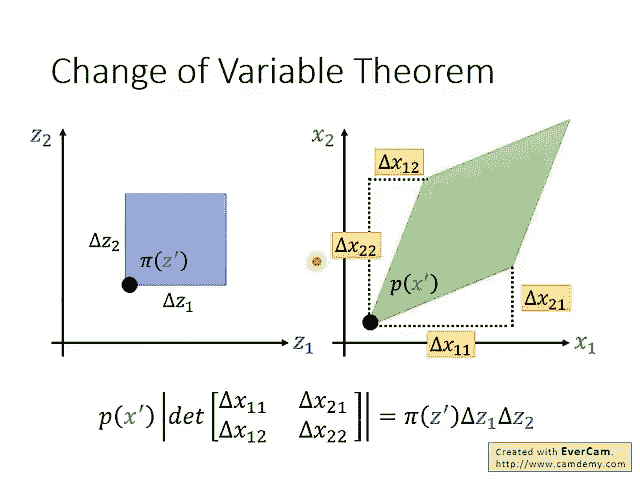 Change of Variable Theorem
z₂
Δz₂
π(z′)
Δz₁
z₁
x₂
Δx₁₂
Δx₂₂
p(x′)
Δx₂₁
Δx₁₁
x₁
p(x′) |det [Δx₁₁ Δx₂₁
Δx₁₂ Δx₂₂]| = π(z′)Δz₁Δz₂
Created with EverCam.
http://www.camdemy.com